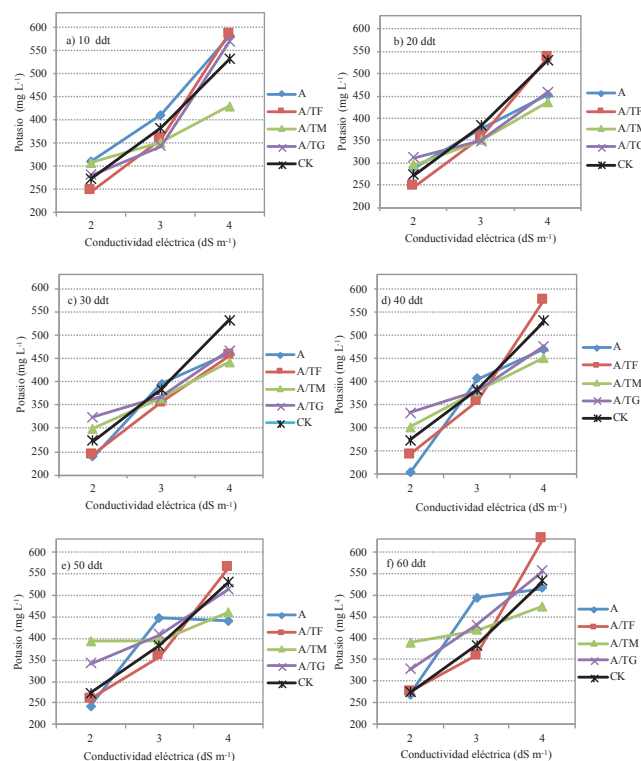 a) 10 ddt
Potasio (mg L-1)
600
550
500
450
400
350
300
250
200
2 3 4
Conductividad eléctrica (dS m-1)
A
A/TF
A/TM
A/TG
CK
b) 20 ddt
Potasio (mg L-1)
600
550
500
450
400
350
300
250
200
2 3 4
Conductividad eléctrica (dS m-1)
A
A/TF
A/TM
A/TG
CK
c) 30 ddt
Potasio (mg L-1)
600
550
500
450
400
350
300
250
200
2 3 4
Conductividad eléctrica (dS m-1)
A
A/TF
A/TM
A/TG
CK
d) 40 ddt
Potasio (mg L-1)
600
550
500
450
400
350
300
250
200
2 3 4
Conductividad eléctrica (dS m-1)
A
A/TF
A/TM
A/TG
CK
e) 50 ddt
Potasio (mg L-1)
600
550
500
450
400
350
300
250
200
2 3 4
Conductividad eléctrica (dS m-1)
A
A/TF
A/TM
A/TG
CK
f) 60 ddt
Potasio (mg L-1)
600
550
500
450
400
350
300
250
200
2 3 4
Conductividad eléctrica (dS m-1)
A
A/TF
A/TM
A/TG
CK